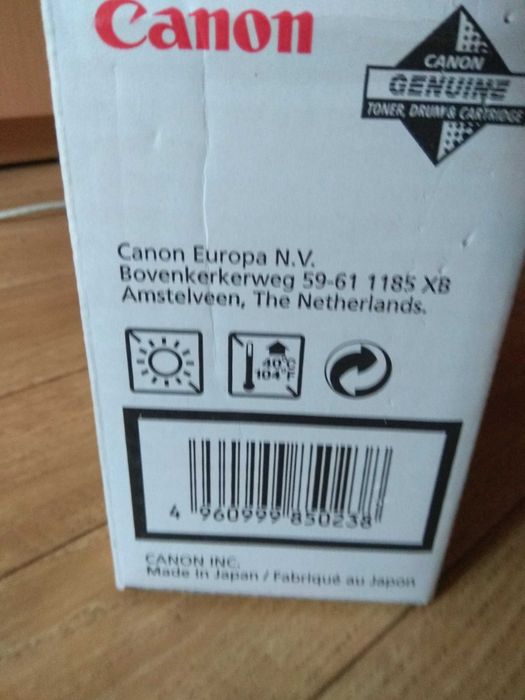 Canon
CANON
GENUINE
TONER, DRUM & CARTRIDGE
Canon Europa N.V.
Bovenkerkerweg 59-61 1185 XB
Amstelveen, The Netherlands.
40°C
104°F
4 960999 850238
CANON INC.
Made in Japan / Fabriqué au Japon